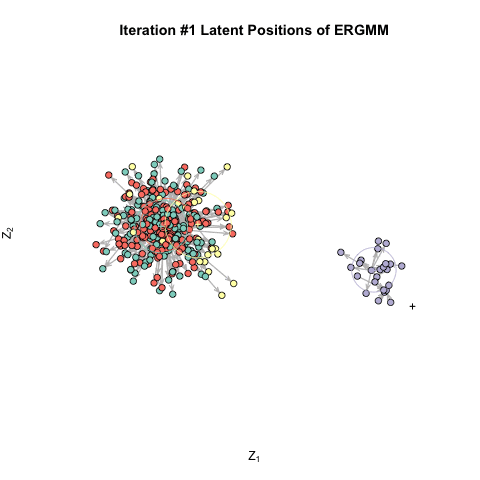 Iteration #1 Latent Positions of ERGMM
Z₂
+
Z₁